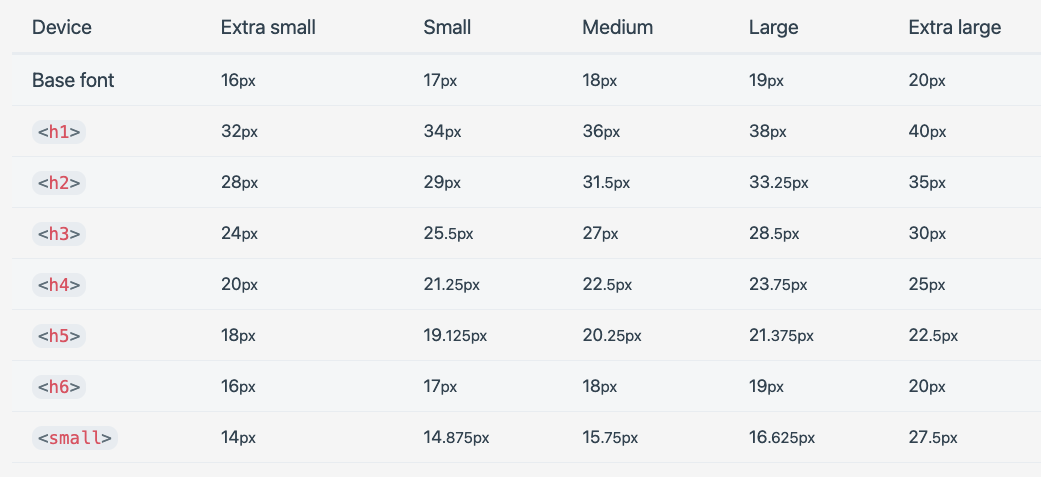 Device Extra small Small Medium Large Extra large
Base font 16px 17px 18px 19px 20px
<h1> 32px 34px 36px 38px 40px
<h2> 28px 29px 31.5px 33.25px 35px
<h3> 24px 25.5px 27px 28.5px 30px
<h4> 20px 21.25px 22.5px 23.75px 25px
<h5> 18px 19.125px 20.25px 21.375px 22.5px
<h6> 16px 17px 18px 19px 20px
<small> 14px 14.875px 15.75px 16.625px 27.5px